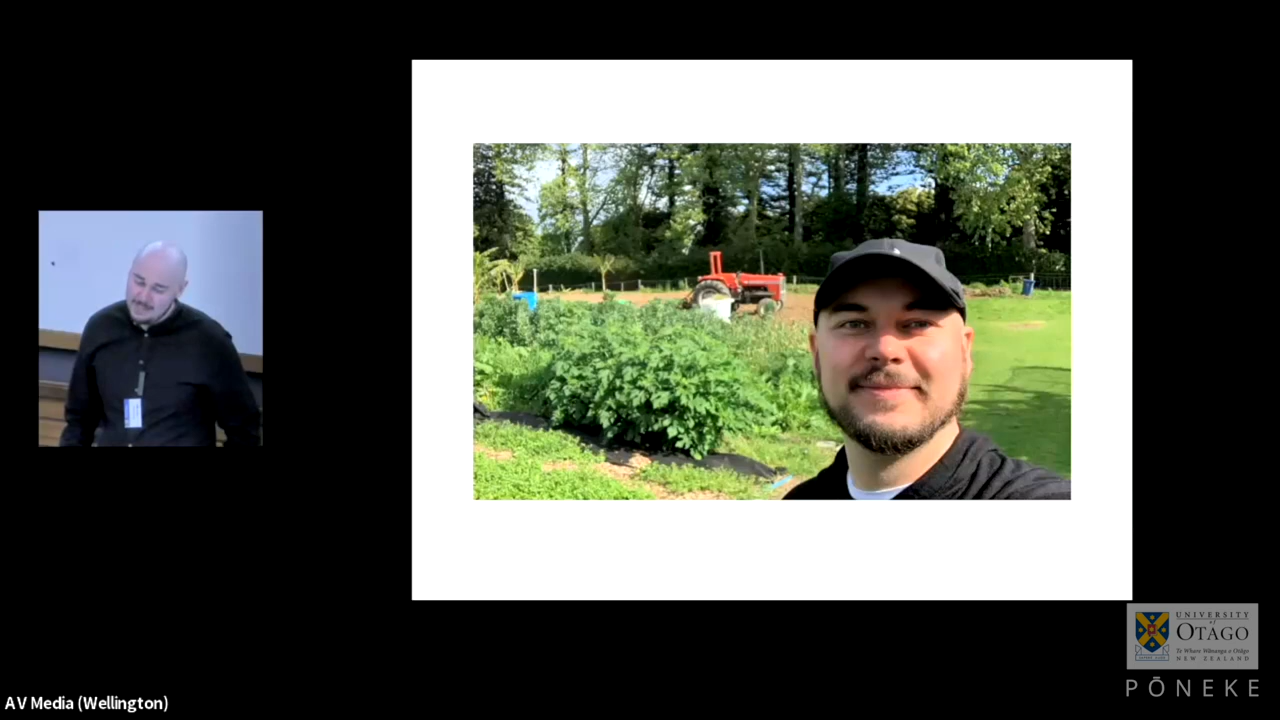 UNIVERSITY
of
OTAGO
Te Whare Wānanga o Otāgo
NEW ZEALAND
PŌNEKE
AV Media (Wellington)